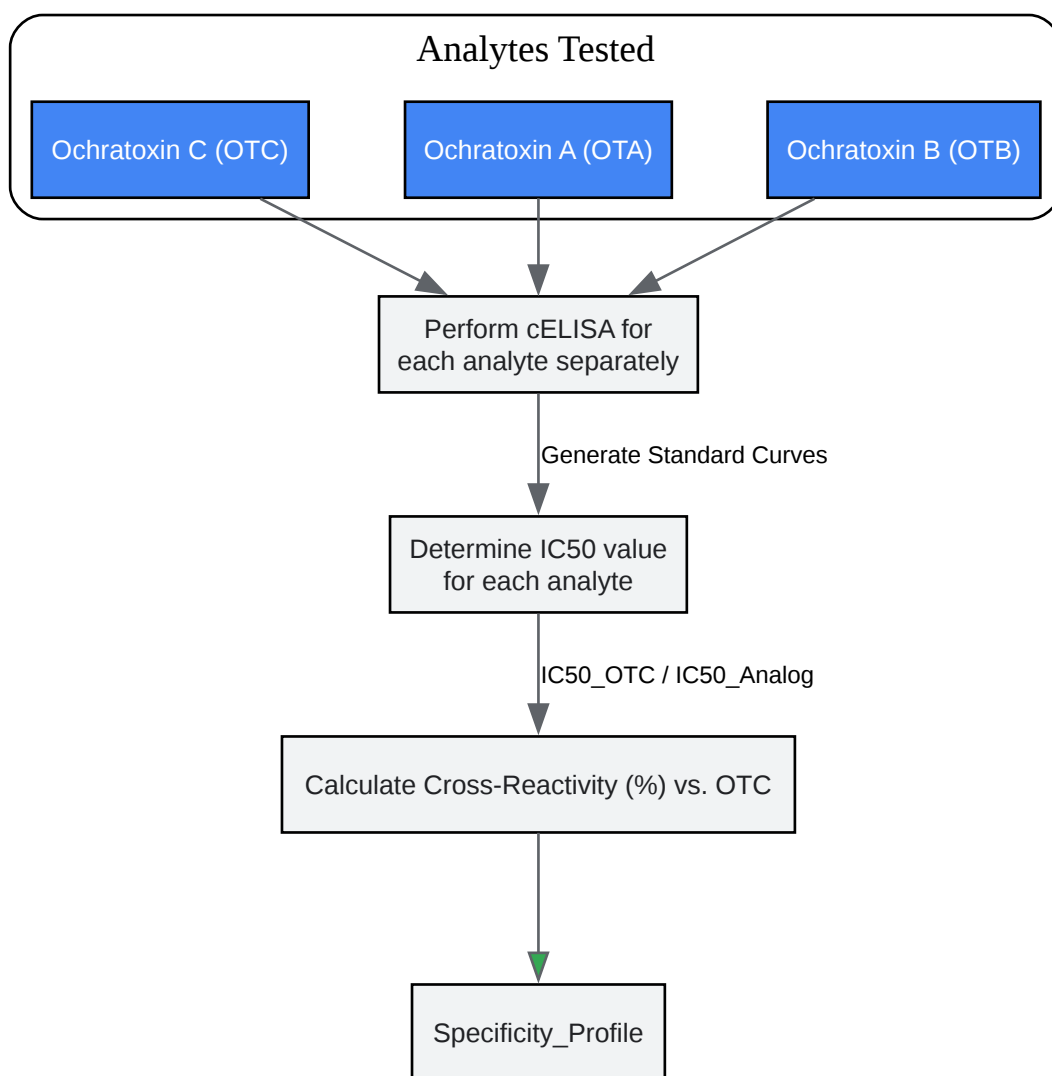 Analytes Tested
Ochratoxin C (OTC)
Ochratoxin A (OTA)
Ochratoxin B (OTB)
Perform cELISA for
each analyte separately
Generate Standard Curves
Determine IC50 value
for each analyte
IC50_OTC / IC50_Analog
Calculate Cross-Reactivity (%) vs. OTC
Specificity_Profile